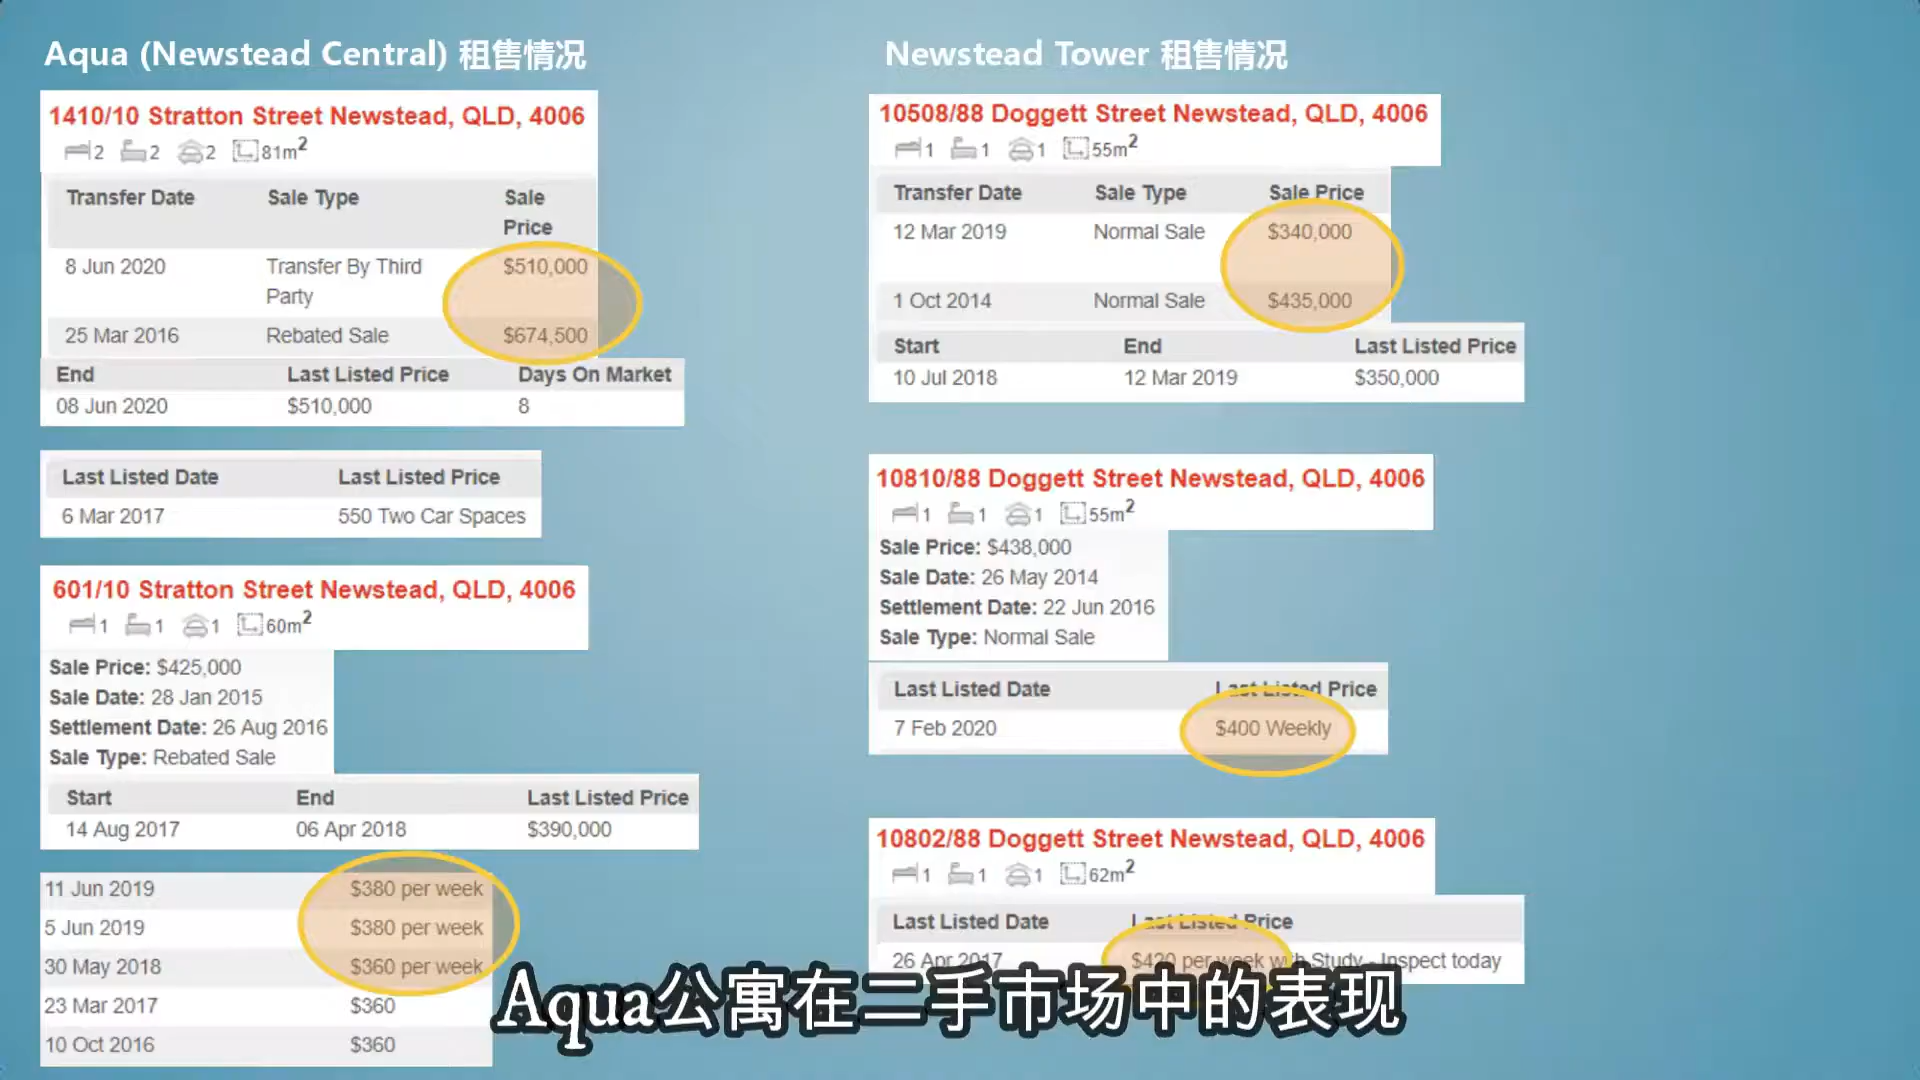 Aqua (Newstead Central) 租售情况
1410/10 Stratton Street Newstead, QLD, 4006
2 2 2 81m²
Transfer Date Sale Type Sale Price
8 Jun 2020 Transfer By Third Party $510,000
25 Mar 2016 Rebated Sale $674,500
End Last Listed Price Days On Market
08 Jun 2020 $510,000 8
Last Listed Date Last Listed Price
6 Mar 2017 550 Two Car Spaces
601/10 Stratton Street Newstead, QLD, 4006
1 1 1 60m²
Sale Price: $425,000
Sale Date: 28 Jan 2015
Settlement Date: 26 Aug 2016
Sale Type: Rebated Sale
Start End Last Listed Price
14 Aug 2017 06 Apr 2018 $390,000
11 Jun 2019 $380 per week
5 Jun 2019 $380 per week
30 May 2018 $360 per week
23 Mar 2017 $360
10 Oct 2016 $360
Newstead Tower 租售情况
10508/88 Doggett Street Newstead, QLD, 4006
1 1 1 55m²
Transfer Date Sale Type Sale Price
12 Mar 2019 Normal Sale $340,000
1 Oct 2014 Normal Sale $435,000
Start End Last Listed Price
10 Jul 2018 12 Mar 2019 $350,000
10810/88 Doggett Street Newstead, QLD, 4006
1 1 1 55m²
Sale Price: $438,000
Sale Date: 26 May 2014
Settlement Date: 22 Jun 2016
Sale Type: Normal Sale
Last Listed Date Last Listed Price
7 Feb 2020 $400 Weekly
10802/88 Doggett Street Newstead, QLD, 4006
1 1 1 62m²
Last Listed Date Last Listed Price
26 Apr 2017 $420 per week with Study - Inspect today
Aqua公寓在二手市场中的表现